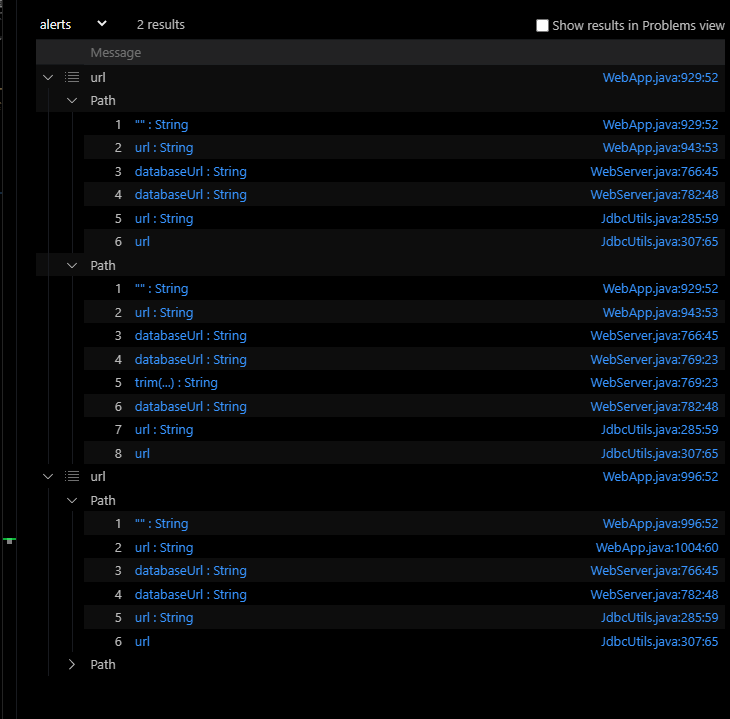 alerts 2 results Show results in Problems view
Message
url WebApp.java:929:52
Path
1 "" : String WebApp.java:929:52
2 url : String WebApp.java:943:53
3 databaseUrl : String WebServer.java:766:45
4 databaseUrl : String WebServer.java:782:48
5 url : String JdbcUtils.java:285:59
6 url JdbcUtils.java:307:65
Path
1 "" : String WebApp.java:929:52
2 url : String WebApp.java:943:53
3 databaseUrl : String WebServer.java:766:45
4 databaseUrl : String WebServer.java:769:23
5 trim(...) : String WebServer.java:769:23
6 databaseUrl : String WebServer.java:782:48
7 url : String JdbcUtils.java:285:59
8 url JdbcUtils.java:307:65
url WebApp.java:996:52
Path
1 "" : String WebApp.java:996:52
2 url : String WebApp.java:1004:60
3 databaseUrl : String WebServer.java:766:45
4 databaseUrl : String WebServer.java:782:48
5 url : String JdbcUtils.java:285:59
6 url JdbcUtils.java:307:65
Path